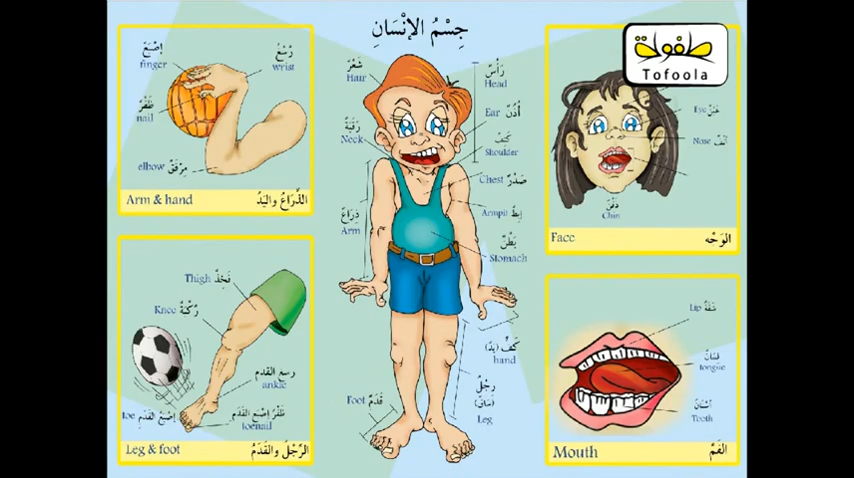 جِسْمُ الإِنْسَانِ
طفولة
Tofoola
إِصْبَعٌ
finger
رُسْغٌ
wrist
ظُفْرٌ
nail
elbow مِرْفَقٌ
Arm & hand الذِّرَاعُ واليَدُ
شَعْرٌ
Hair
رَأْسٌ
Head
Ear أُذُنٌ
رَقَبَةٌ
Neck
كَتِفٌ
Shoulder
Chest صَدْرٌ
ذِرَاعٌ
Arm
Armpit إِبِطٌ
بَطْنٌ
Stomach
كَفٌّ (يَدٌ)
hand
رِجْلٌ
(سَاقٌ)
Leg
Foot قَدَمٌ
Eye عَيْنٌ
Nose أَنْفٌ
ذَقْنٌ
Chin
Face الوَجْه
Thigh فَخِذٌ
Knee رُكْبَةٌ
رسغ القدم
ankle
toe إِصْبَعُ القَدَمِ
ظُفْرُ إِصْبَعِ القَدَمِ
toenail
Leg & foot الرِّجْلُ والقَدَمُ
Lip شَفَةٌ
tongue
أَسْنَانٌ
Teeth
Mouth الفَمُّ